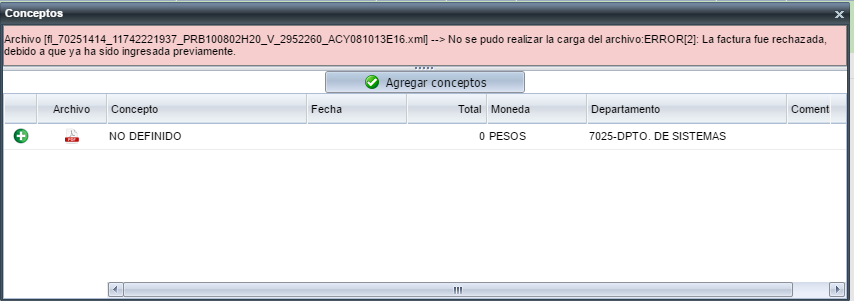 Conceptos
Archivo [fl_70251414_11742221937_PRB100802H20_V_2952260_ACY081013E16.xml] --> No se pudo realizar la carga del archivo:ERROR[2]: La factura fue rechazada,
debido a que ya ha sido ingresada previamente.
Agregar conceptos
Archivo Concepto Fecha Total Moneda Departamento Coment
PDF NO DEFINIDO 0 PESOS 7025-DPTO. DE SISTEMAS